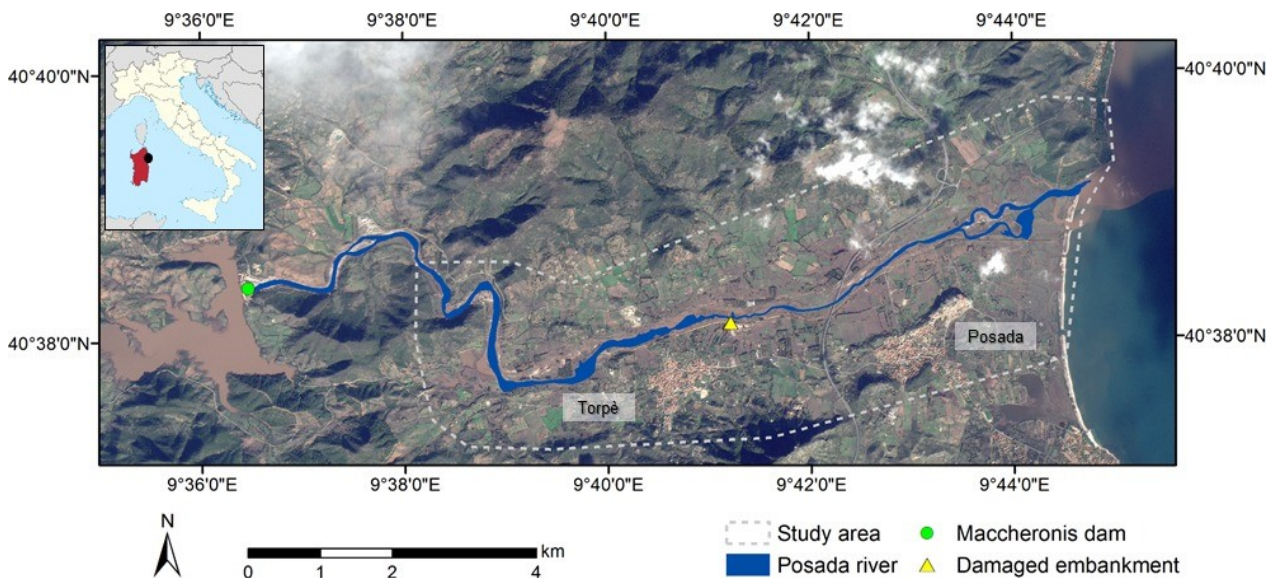 9°36'0"E 9°38'0"E 9°40'0"E 9°42'0"E 9°44'0"E
40°40'0"N 40°40'0"N
40°38'0"N 40°38'0"N
Posada
Torpè
9°36'0"E 9°38'0"E 9°40'0"E 9°42'0"E 9°44'0"E
N
km
0 1 2 4
Study area Maccheronis dam
Posada river Damaged embankment